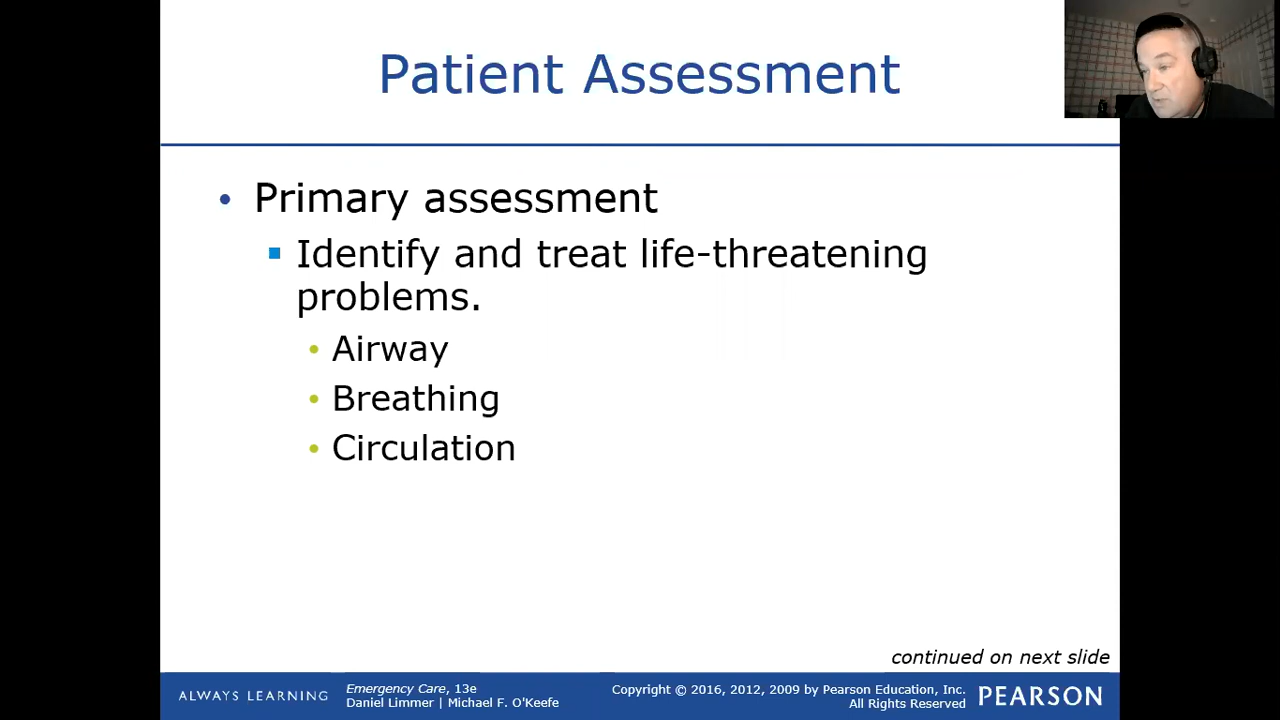 Patient Assessment
• Primary assessment
▪ Identify and treat life-threatening
problems.
• Airway
• Breathing
• Circulation
continued on next slide
ALWAYS LEARNING
Emergency Care, 13e
Daniel Limmer | Michael F. O'Keefe
Copyright © 2016, 2012, 2009 by Pearson Education, Inc.
All Rights Reserved
PEARSON